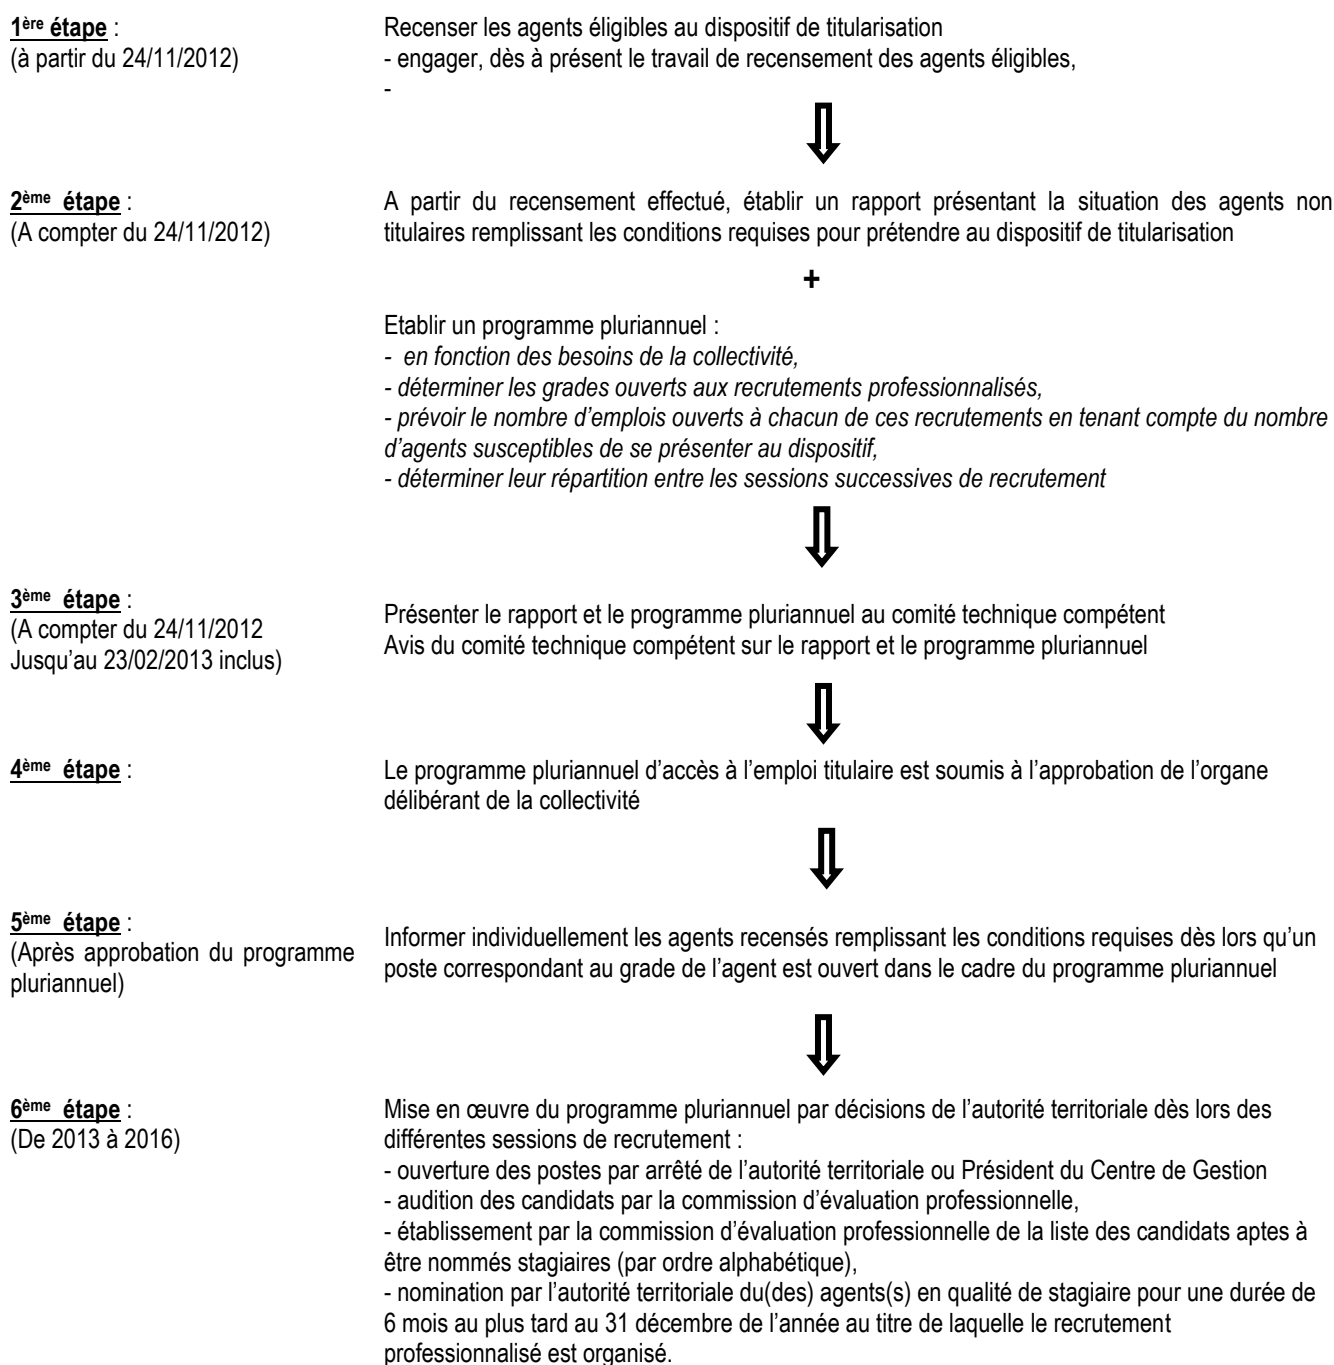 1ère étape :
(à partir du 24/11/2012)
Recenser les agents éligibles au dispositif de titularisation
- engager, dès à présent le travail de recensement des agents éligibles,
-
2ème étape :
(A compter du 24/11/2012)
A partir du recensement effectué, établir un rapport présentant la situation des agents non
titulaires remplissant les conditions requises pour prétendre au dispositif de titularisation
+
Etablir un programme pluriannuel :
- en fonction des besoins de la collectivité,
- déterminer les grades ouverts aux recrutements professionnalisés,
- prévoir le nombre d’emplois ouverts à chacun de ces recrutements en tenant compte du nombre
d’agents susceptibles de se présenter au dispositif,
- déterminer leur répartition entre les sessions successives de recrutement
3ème étape :
(A compter du 24/11/2012
Jusqu’au 23/02/2013 inclus)
Présenter le rapport et le programme pluriannuel au comité technique compétent
Avis du comité technique compétent sur le rapport et le programme pluriannuel
4ème étape :
Le programme pluriannuel d’accès à l’emploi titulaire est soumis à l’approbation de l’organe
délibérant de la collectivité
5ème étape :
(Après approbation du programme
pluriannuel)
Informer individuellement les agents recensés remplissant les conditions requises dès lors qu’un
poste correspondant au grade de l’agent est ouvert dans le cadre du programme pluriannuel
6ème étape :
(De 2013 à 2016)
Mise en œuvre du programme pluriannuel par décisions de l’autorité territoriale dès lors des
différentes sessions de recrutement :
- ouverture des postes par arrêté de l’autorité territoriale ou Président du Centre de Gestion
- audition des candidats par la commission d’évaluation professionnelle,
- établissement par la commission d’évaluation professionnelle de la liste des candidats aptes à
être nommés stagiaires (par ordre alphabétique),
- nomination par l’autorité territoriale du(des) agents(s) en qualité de stagiaire pour une durée de
6 mois au plus tard au 31 décembre de l’année au titre de laquelle le recrutement
professionnalisé est organisé.